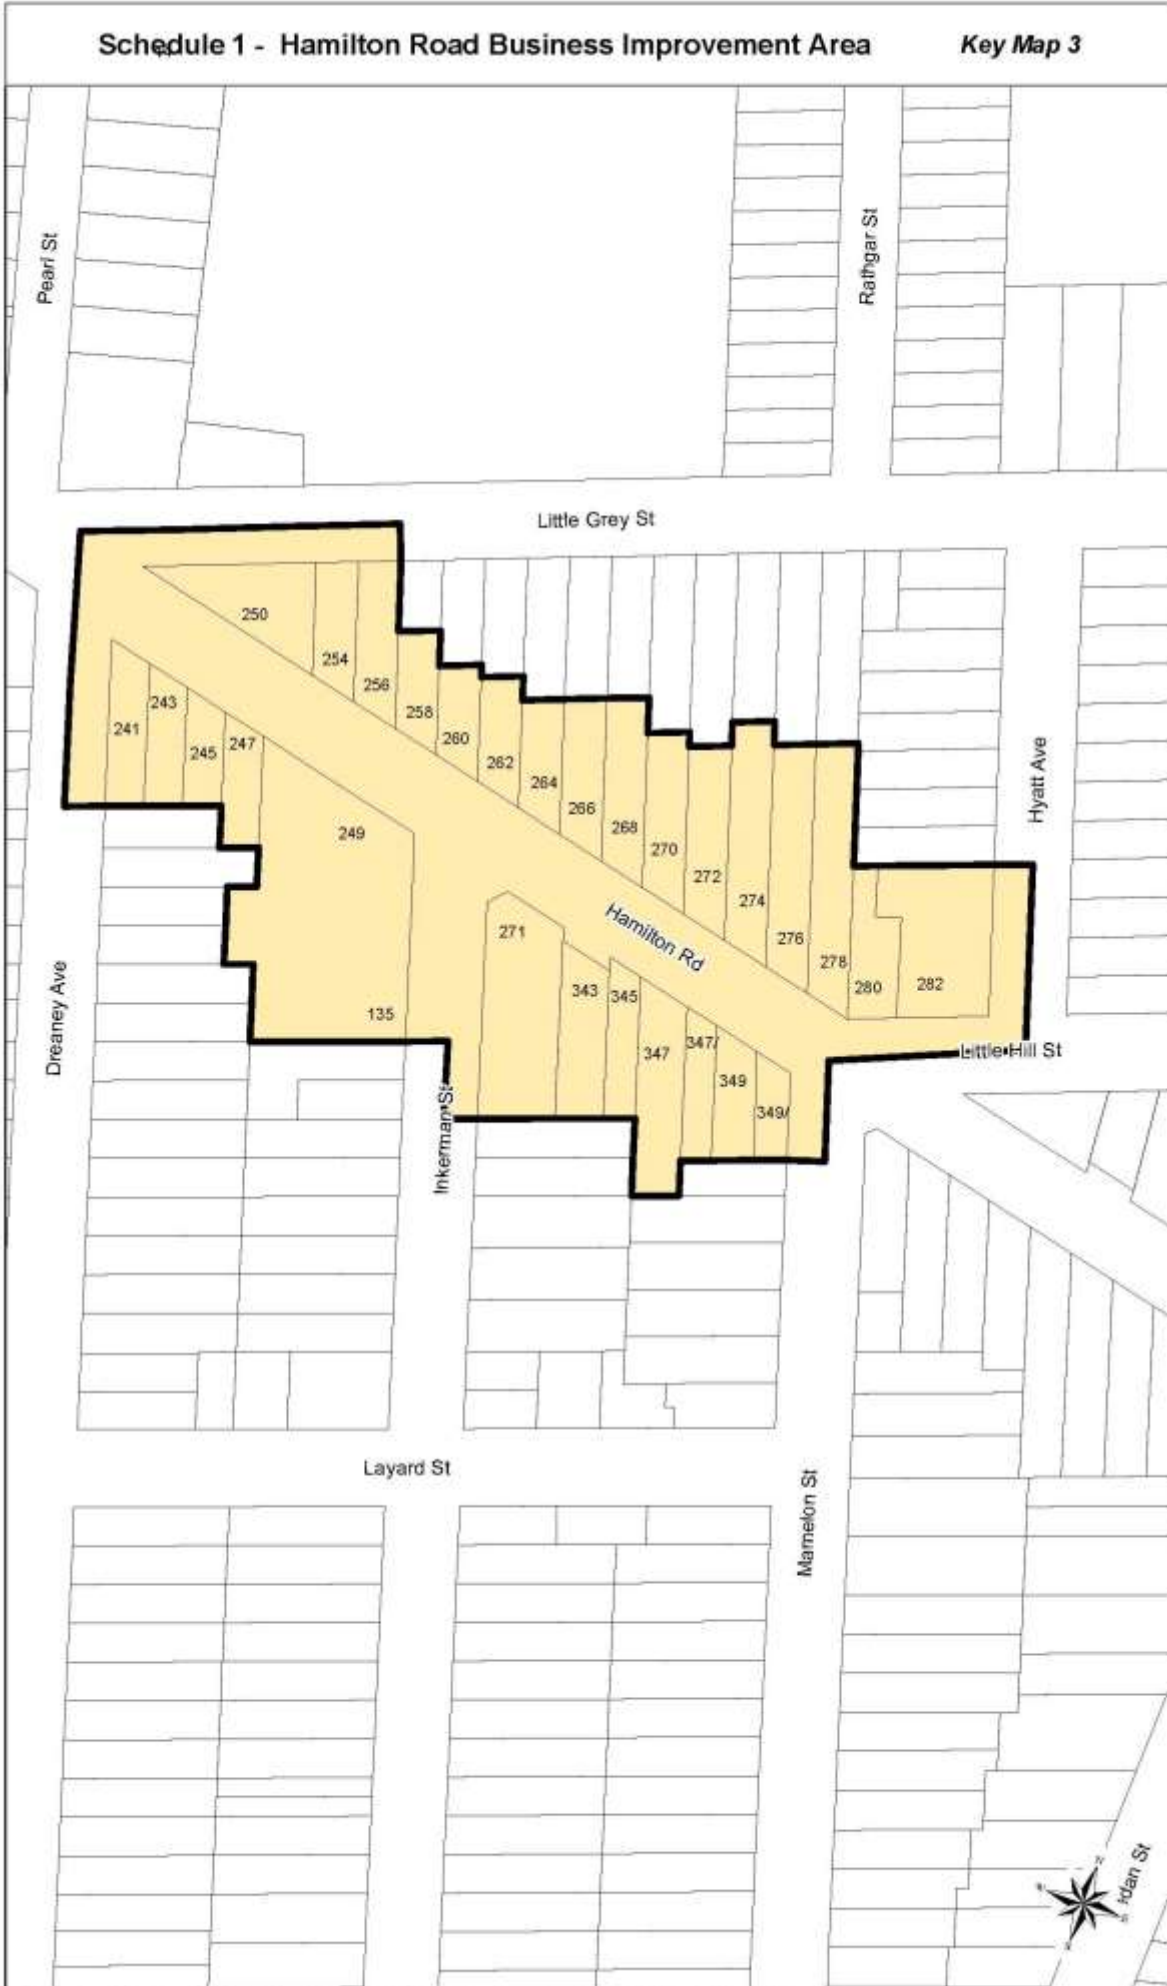 Schedule 1 - Hamilton Road Business Improvement Area
Key Map 3
Pearl St
Rathgar St
Little Grey St
250
254
256
258
260
262
264
266
268
270
272
274
276
278
280
282
241
243
245
247
249
135
271
343
345
347
347/
349
349/
Hamilton Rd
Hyatt Ave
Dreaney Ave
Inkerman St
Little Hill St
Layard St
Mamelon St